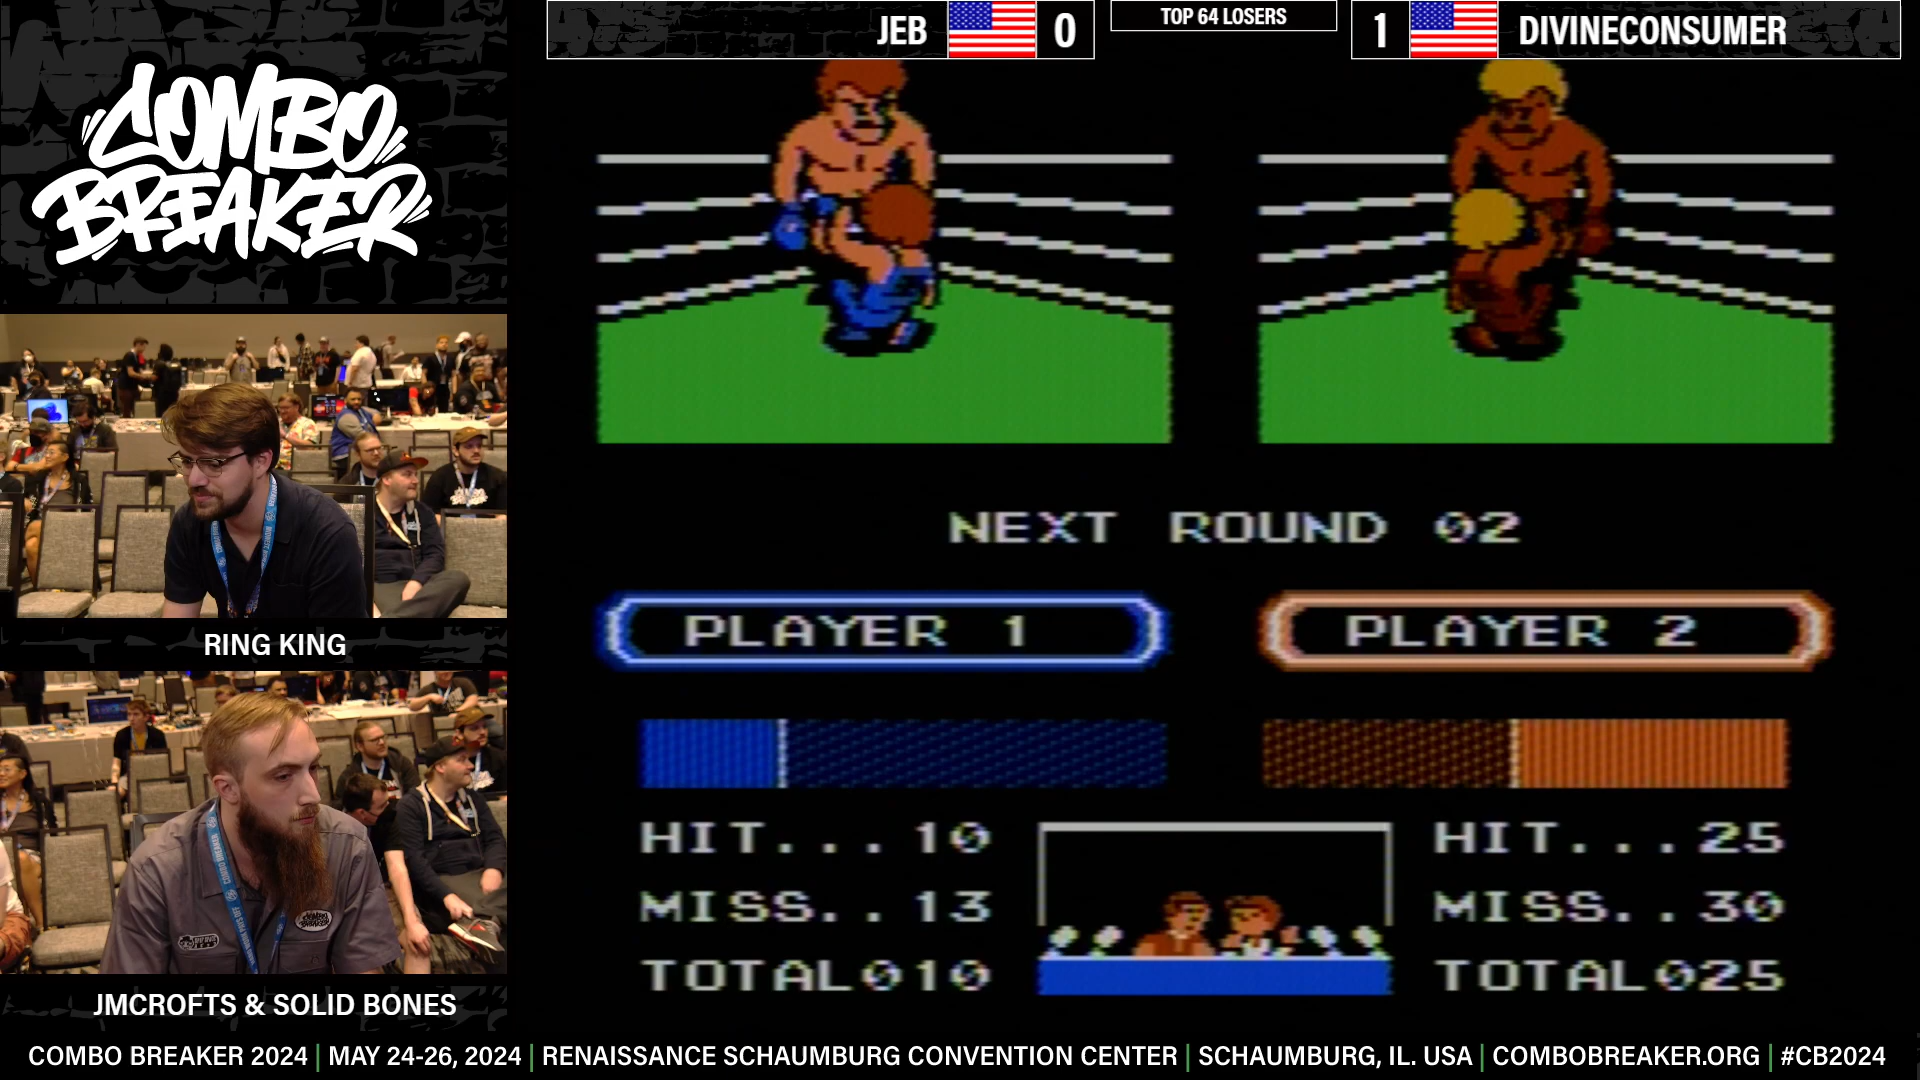 JEB 0
TOP 64 LOSERS
1 DIVINECONSUMER
COMBO
BREAKER
NEXT ROUND 02
PLAYER 1
PLAYER 2
HIT...10
MISS..13
TOTAL010
HIT...25
MISS..30
TOTAL025
RING KING
JMCROFTS & SOLID BONES
COMBO BREAKER 2024 | MAY 24-26, 2024 | RENAISSANCE SCHAUMBURG CONVENTION CENTER | SCHAUMBURG, IL. USA | COMBOBREAKER.ORG | #CB2024